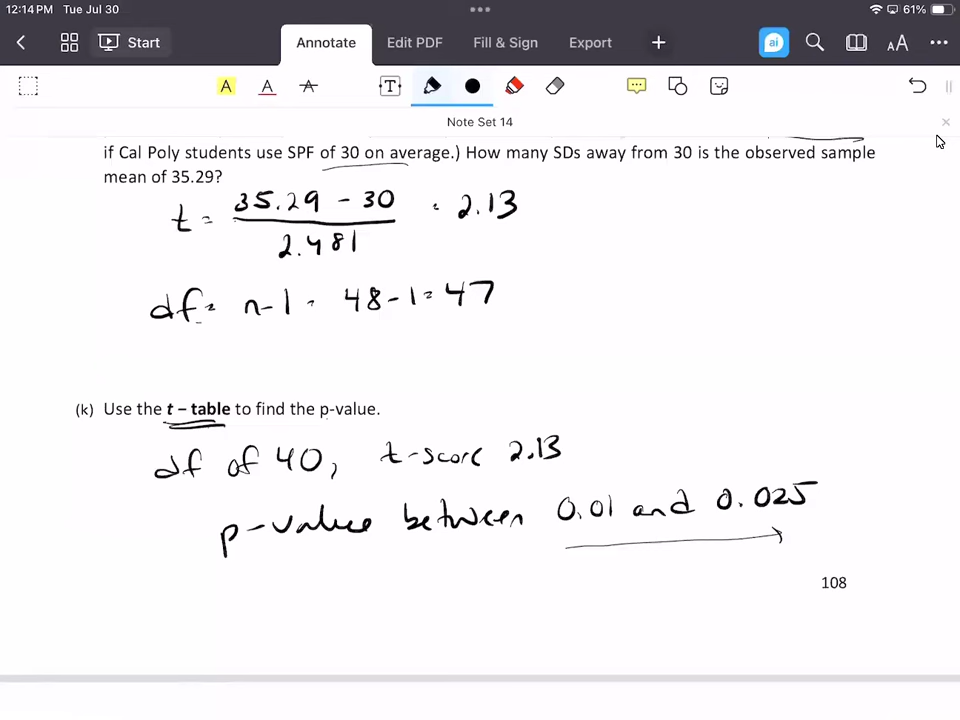 12:14 PM Tue Jul 30 61%
Start Annotate Edit PDF Fill & Sign Export + ai AA
A A A T
Note Set 14
if Cal Poly students use SPF of 30 on average.) How many SDs away from 30 is the observed sample
mean of 35.29?
t = 35.29 - 30 = 2.13
2.481
df = n-1 = 48-1 = 47
(k) Use the t – table to find the p-value.
df of 40, t-score 2.13
p-value between 0.01 and 0.025
108